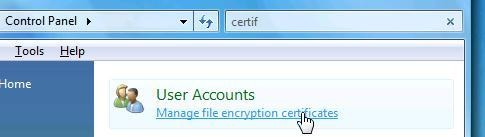 Control Panel
certif
Tools Help
Home
User Accounts
Manage file encryption certificates